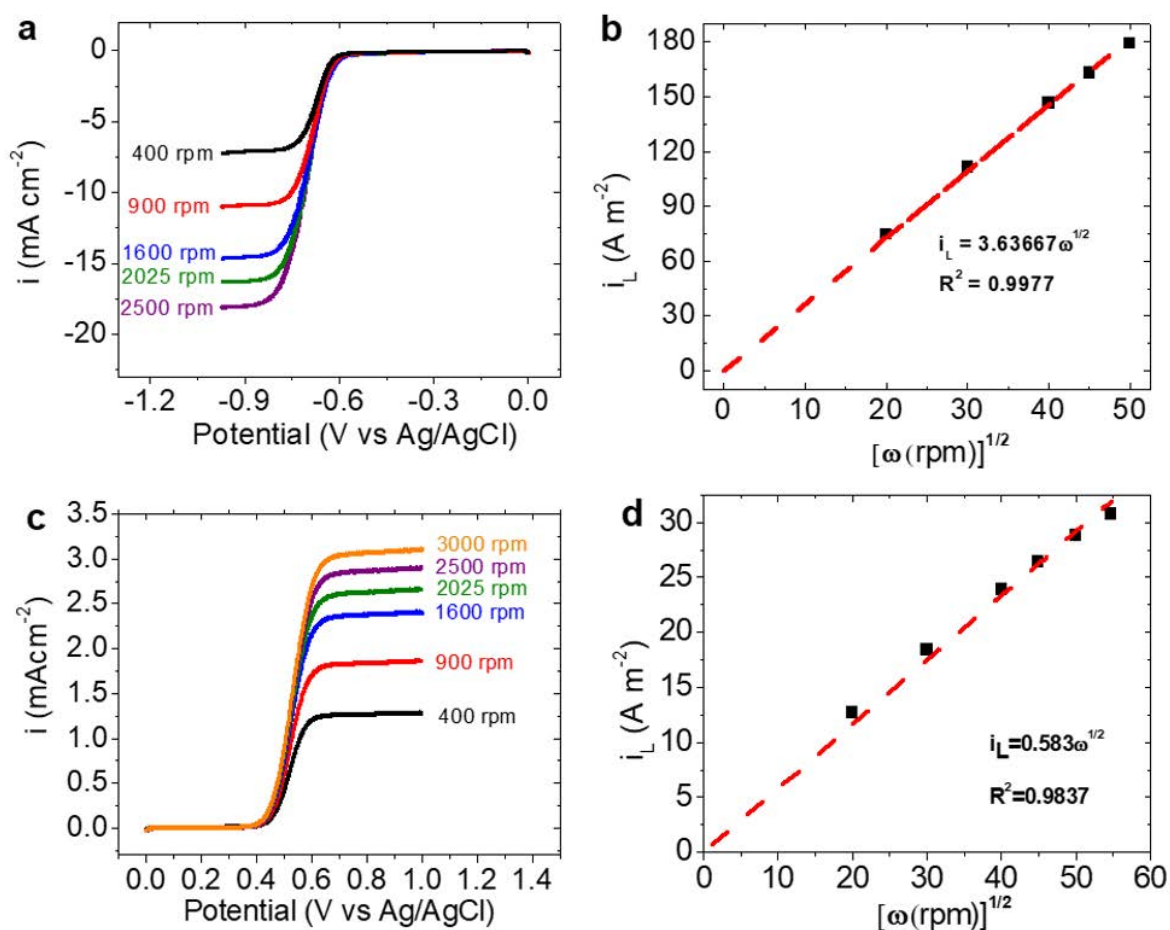 a
0
-5
-10
-15
-20
i (mA cm⁻²)
400 rpm
900 rpm
1600 rpm
2025 rpm
2500 rpm
-1.2 -0.9 -0.6 -0.3 0.0
Potential (V vs Ag/AgCl)
b
180
150
120
90
60
30
0
i_L (A m⁻²)
i_L = 3.63667ω^1/2
R² = 0.9977
0 10 20 30 40 50
[ω(rpm)]^1/2
c
3.5
3.0
2.5
2.0
1.5
1.0
0.5
0.0
i (mAcm⁻²)
3000 rpm
2500 rpm
2025 rpm
1600 rpm
900 rpm
400 rpm
0.0 0.2 0.4 0.6 0.8 1.0 1.2 1.4
Potential (V vs Ag/AgCl)
d
30
25
20
15
10
5
0
i_L (A m⁻²)
i_L=0.583ω^1/2
R²=0.9837
0 10 20 30 40 50 60
[ω(rpm)]^1/2